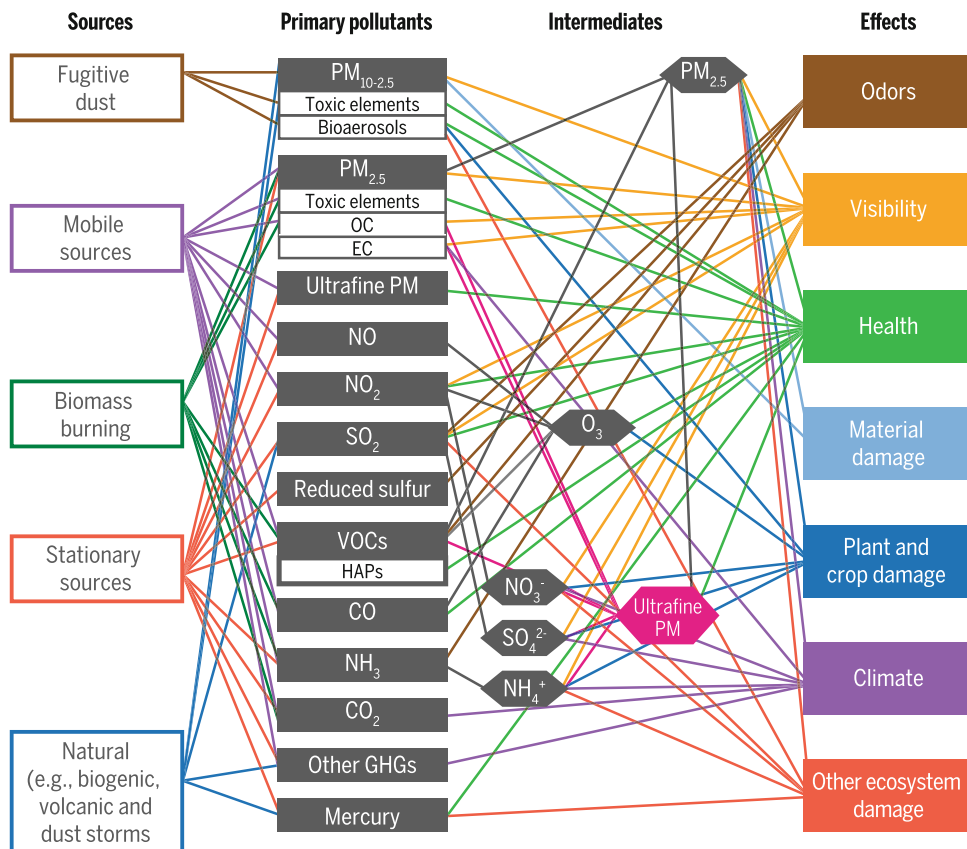 Sources
Primary pollutants
Intermediates
Effects
Fugitive
dust
Mobile
sources
Biomass
burning
Stationary
sources
Natural
(e.g., biogenic,
volcanic and
dust storms
PM₁₀₋₂.₅
Toxic elements
Bioaerosols
PM₂.₅
Toxic elements
OC
EC
Ultrafine PM
NO
NO₂
SO₂
Reduced sulfur
VOCs
HAPs
CO
NH₃
CO₂
Other GHGs
Mercury
PM₂.₅
O₃
NO₃⁻
SO₄²⁻
NH₄⁺
Ultrafine
PM
Odors
Visibility
Health
Material
damage
Plant and
crop damage
Climate
Other ecosystem
damage